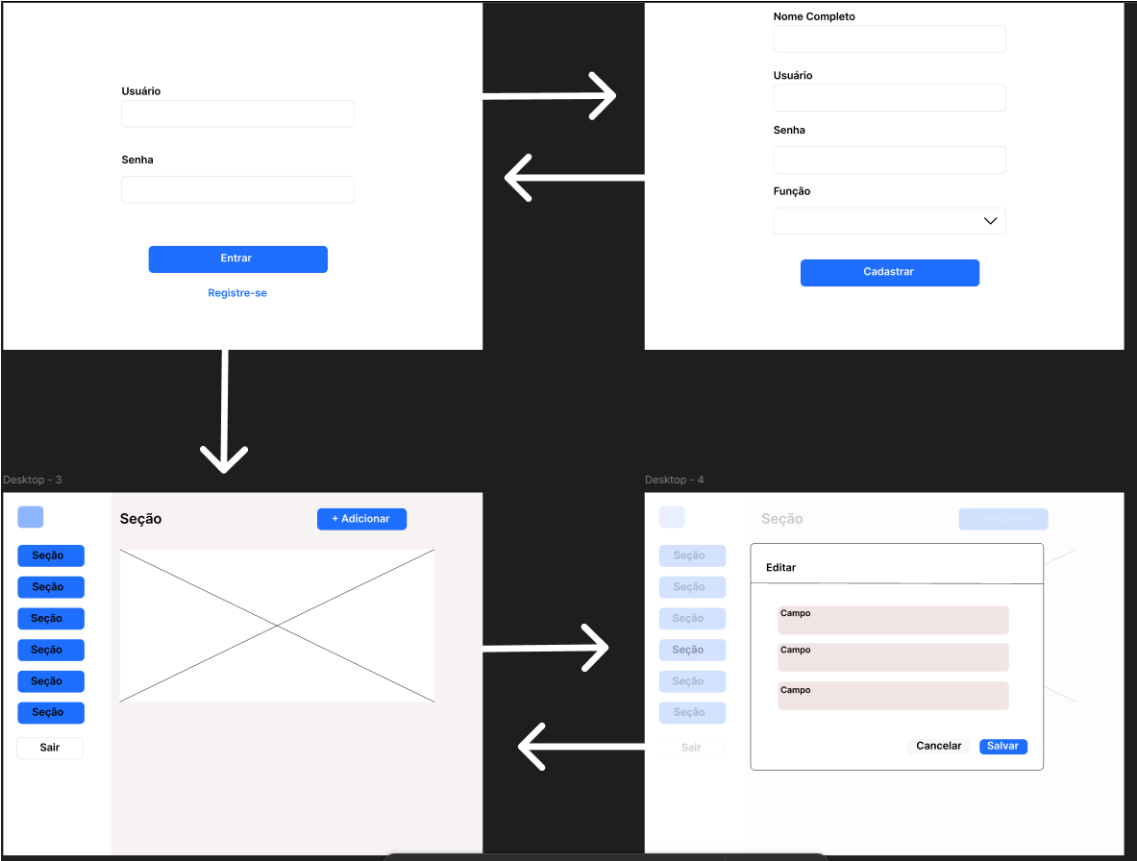 Usuário
Senha
Entrar
Registre-se
Nome Completo
Usuário
Senha
Função
Cadastrar
Desktop - 3
Seção
+ Adicionar
Seção
Seção
Seção
Seção
Seção
Seção
Sair
Desktop - 4
Seção
+ Adicionar
Seção
Seção
Seção
Seção
Seção
Seção
Sair
Editar
Campo
Campo
Campo
Cancelar
Salvar